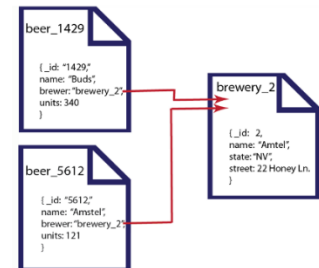 beer_1429
{ _id: “1429,”
name: “Buds”,
brewer: “brewery_2”,
units: 340
}
beer_5612
{ _id: “5612,”
name: “Amstel”,
brewer: “brewery_2”,
units: 121
}
brewery_2
{ _id: 2,
name: “Amtel”,
state: “NV”,
street: 22 Honey Ln.
}